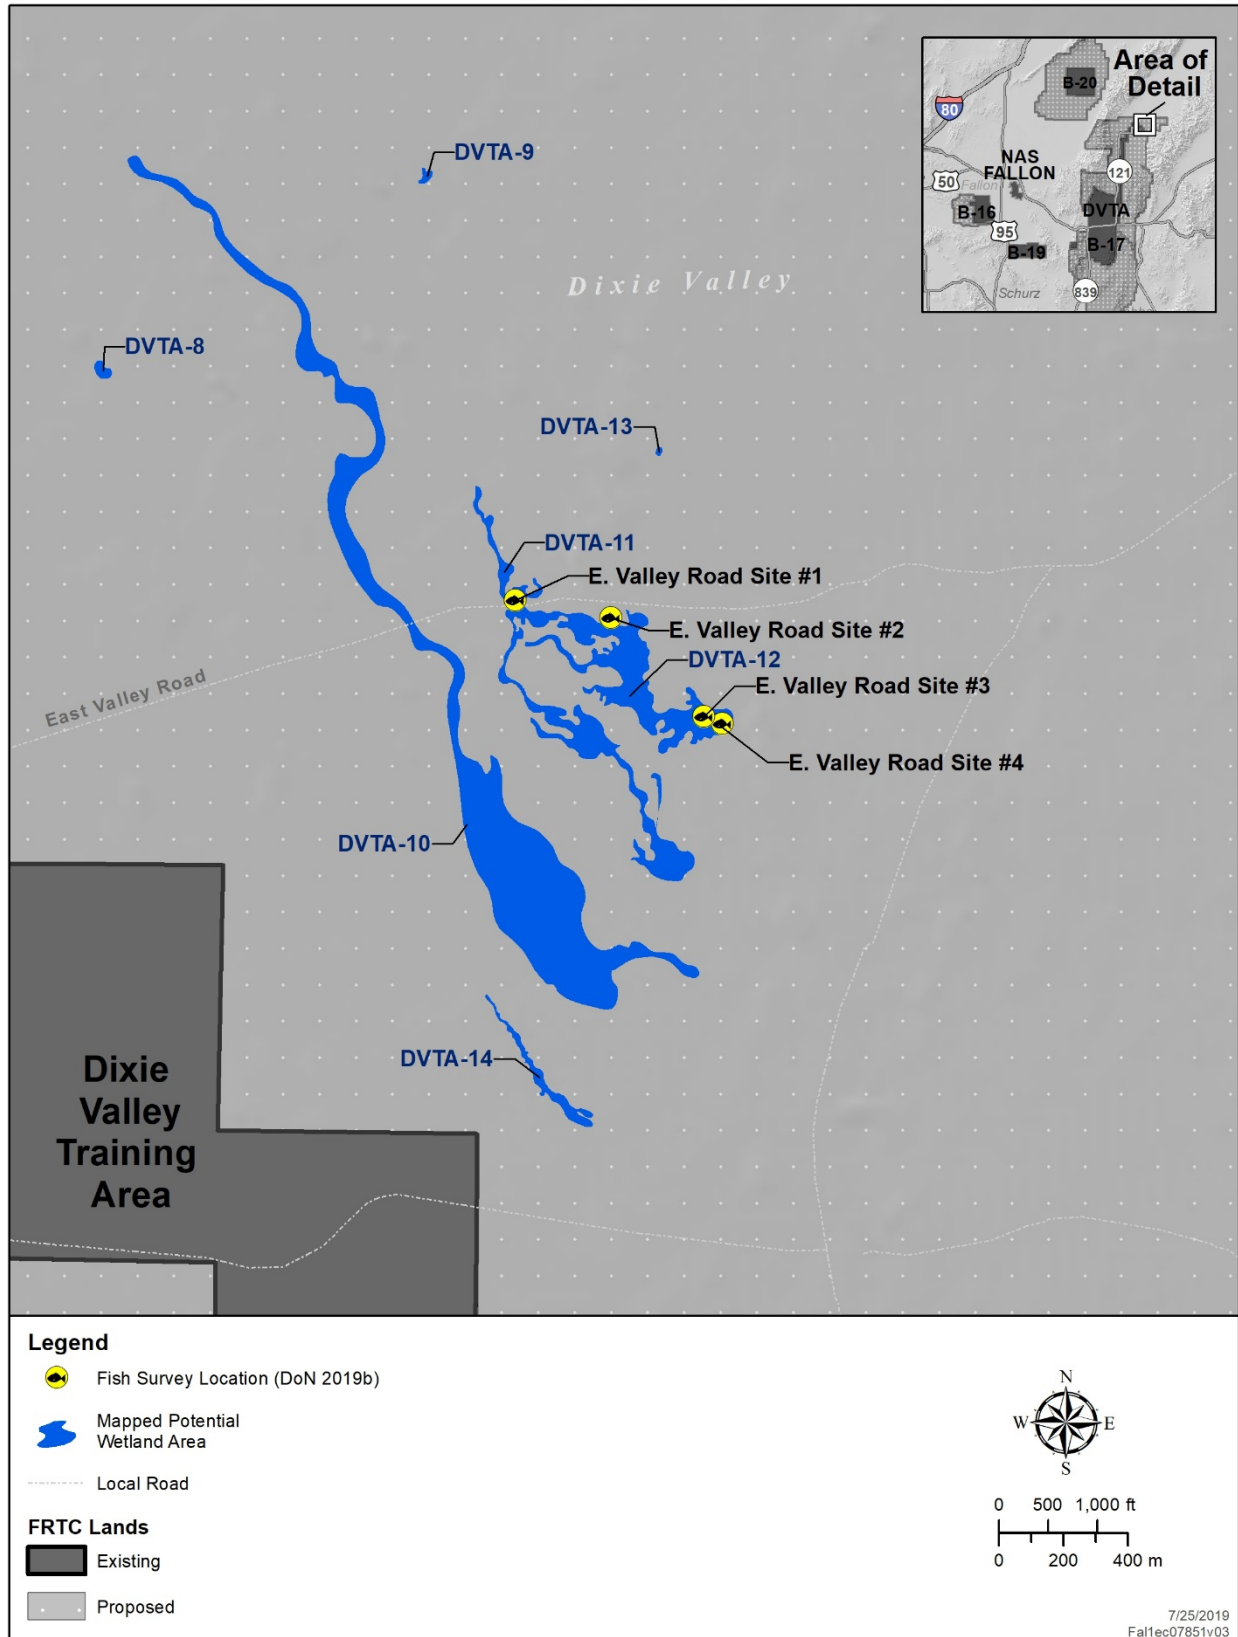 Area of
Detail
B-20
80
NAS
FALLON
121
50
Fallon
DVTA
B-16
95
B-17
B-19
Schurz
839
DVTA-9
Dixie Valley
DVTA-8
DVTA-13
DVTA-11
E. Valley Road Site #1
E. Valley Road Site #2
DVTA-12
E. Valley Road Site #3
East Valley Road
E. Valley Road Site #4
DVTA-10
DVTA-14
Dixie
Valley
Training
Area
Legend
Fish Survey Location (DoN 2019b)
Mapped Potential
Wetland Area
Local Road
FRTC Lands
Existing
Proposed
N
W E
S
0 500 1,000 ft
0 200 400 m
7/25/2019
Fal1ec07851v03